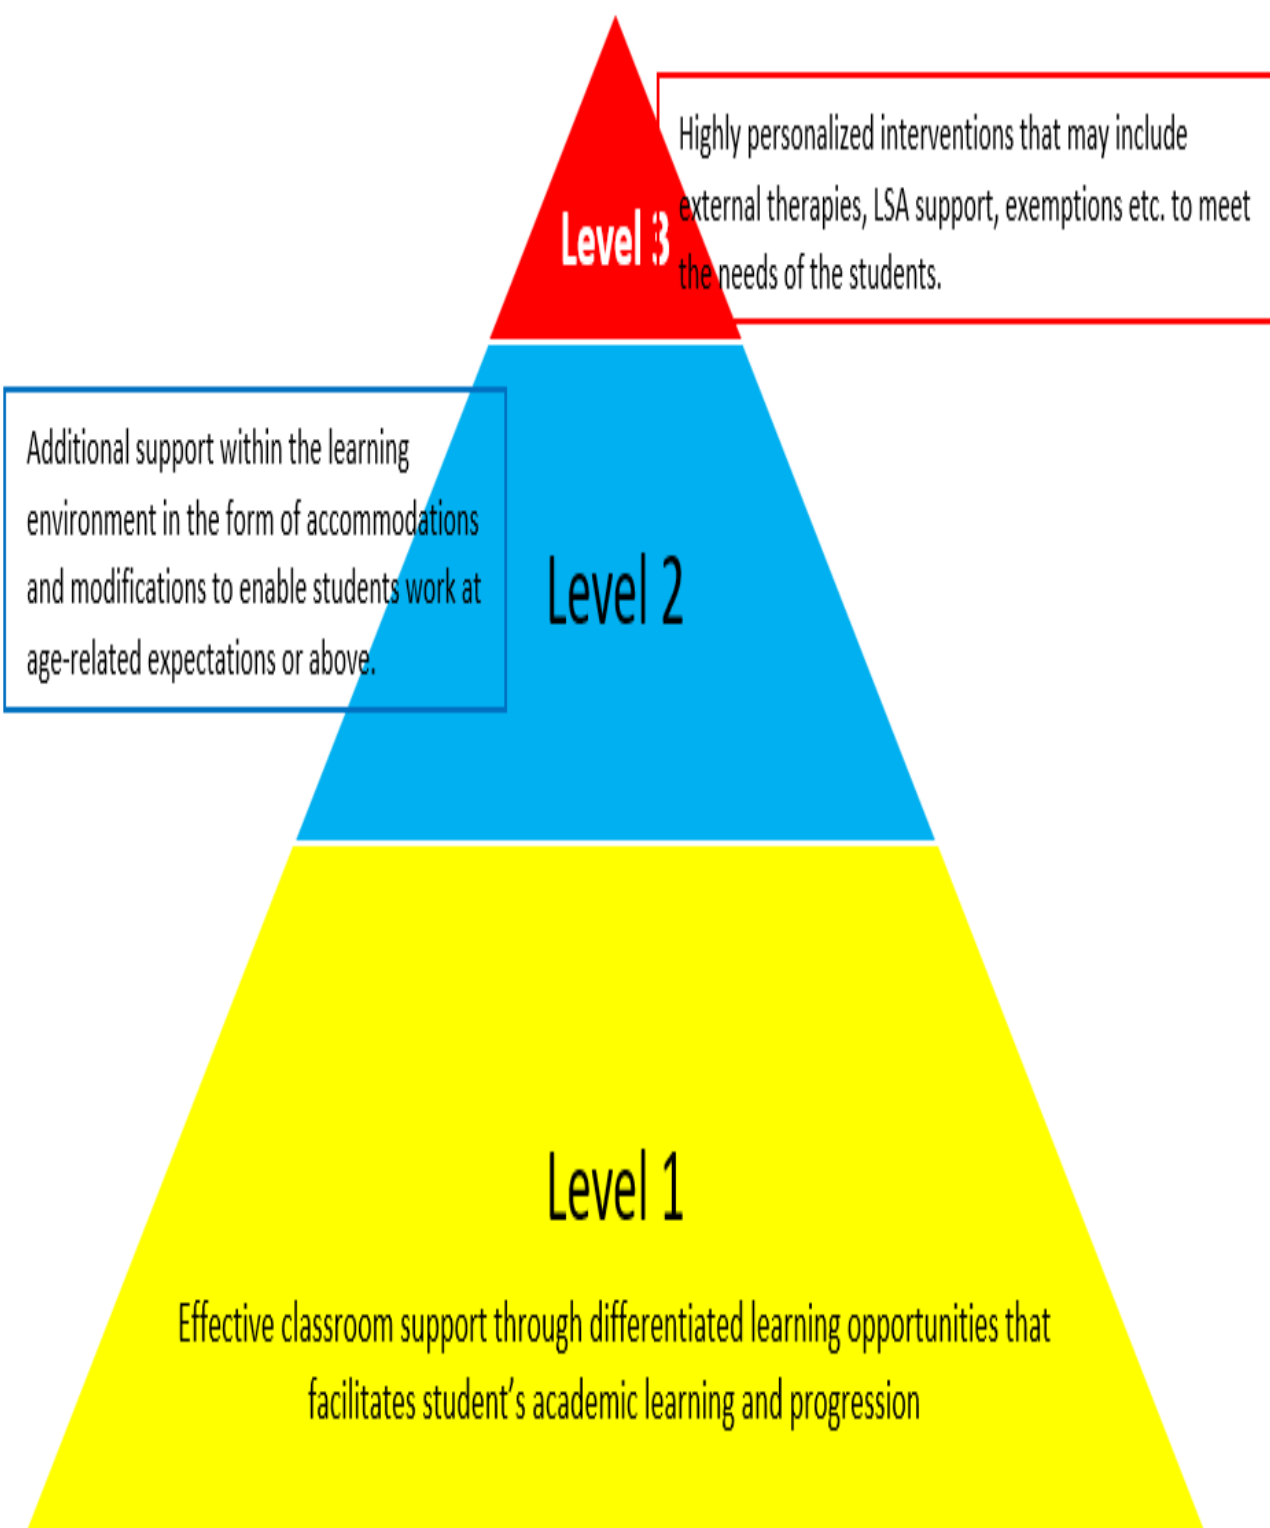 Highly personalized interventions that may include
external therapies, LSA support, exemptions etc. to meet
the needs of the students.
Level 3
Additional support within the learning
environment in the form of accommodations
and modifications to enable students work at
age-related expectations or above.
Level 2
Level 1
Effective classroom support through differentiated learning opportunities that
facilitates student’s academic learning and progression